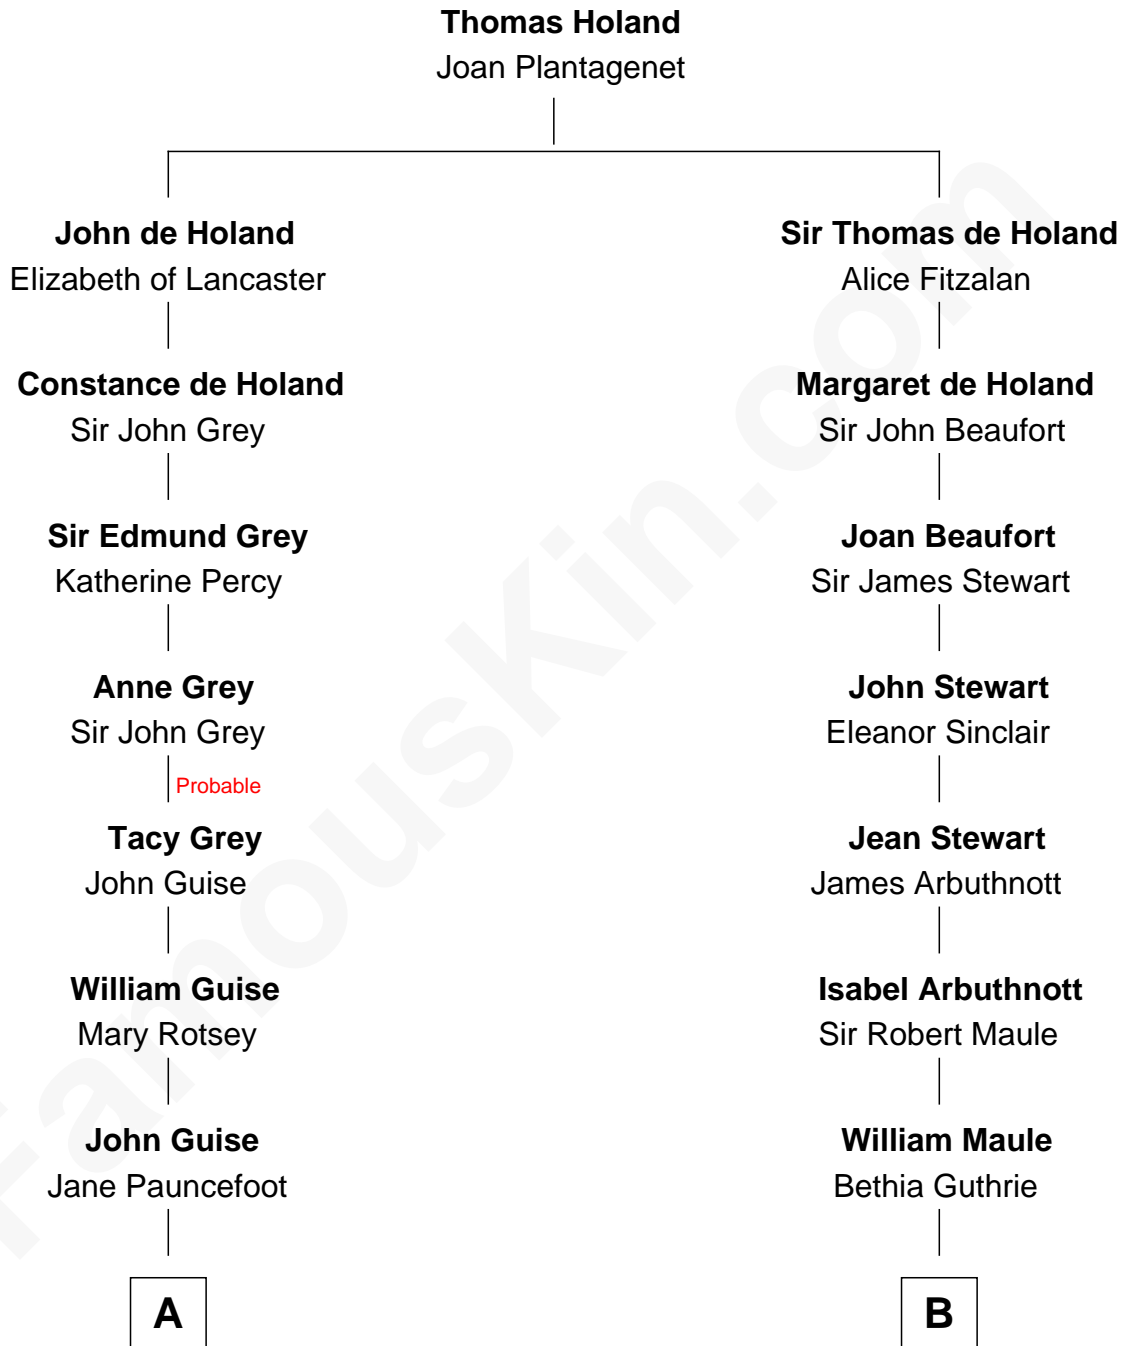 Thomas Holand
Joan Plantagenet
John de Holand
Elizabeth of Lancaster
Sir Thomas de Holand
Alice Fitzalan
Constance de Holand
Sir John Grey
Margaret de Holand
Sir John Beaufort
Sir Edmund Grey
Katherine Percy
Joan Beaufort
Sir James Stewart
Anne Grey
Sir John Grey
John Stewart
Eleanor Sinclair
Probable
Tacy Grey
John Guise
Jean Stewart
James Arbuthnott
William Guise
Mary Rotsey
Isabel Arbuthnott
Sir Robert Maule
John Guise
Jane Pauncefoot
William Maule
Bethia Guthrie
A
B
FamousKin.com